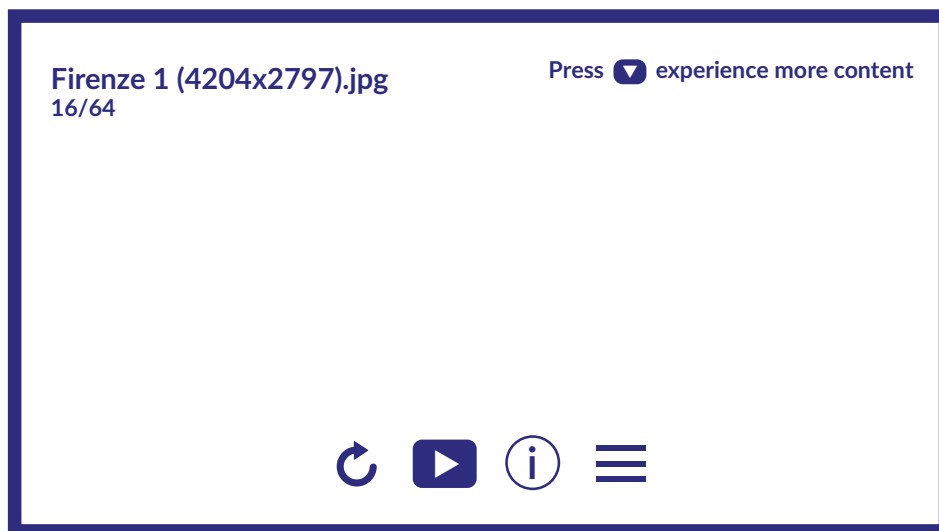 Firenze 1 (4204x2797).jpg
16/64
Press ▼ experience more content
i